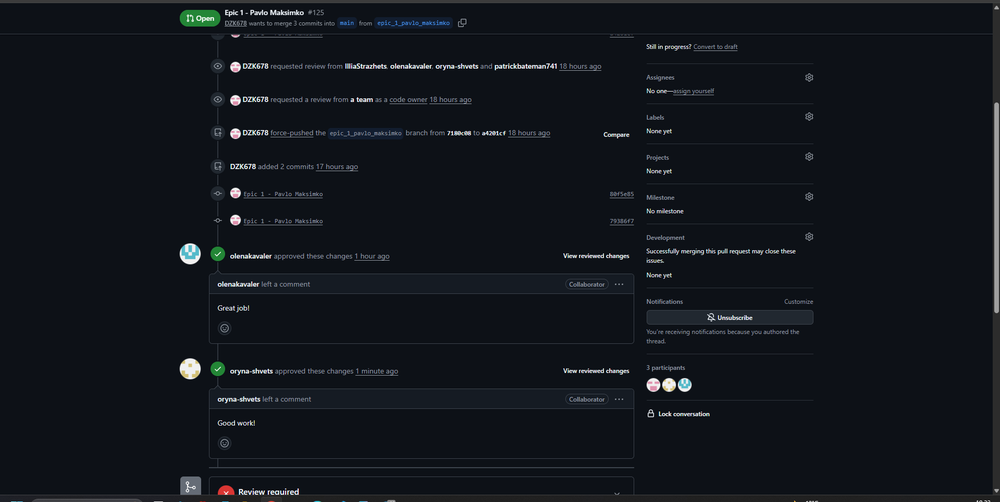 Open
Epic 1 - Pavlo Maksimko #125
DZK678 wants to merge 3 commits into main from epic_1_pavlo_maksimko
Epic 1 - Pavlo Maksimko a4201cf
DZK678 requested review from IlliaStrazhets, olenakavaler, oryna-shvets and patrickbateman741 18 hours ago
DZK678 requested a review from a team as a code owner 18 hours ago
DZK678 force-pushed the epic_1_pavlo_maksimko branch from 7180c08 to a4201cf 18 hours ago
Compare
DZK678 added 2 commits 17 hours ago
Epic 1 - Pavlo Maksimko 80f5e85
Epic 1 - Pavlo Maksimko 79386f7
olenakavaler approved these changes 1 hour ago
View reviewed changes
olenakavaler left a comment
Collaborator
Great job!
oryna-shvets approved these changes 1 minute ago
View reviewed changes
oryna-shvets left a comment
Collaborator
Good work!
Review required
Still in progress? Convert to draft
Assignees
No one—assign yourself
Labels
None yet
Projects
None yet
Milestone
No milestone
Development
Successfully merging this pull request may close these
issues.
None yet
Notifications
Customize
Unsubscribe
You're receiving notifications because you authored the
thread.
3 participants
Lock conversation